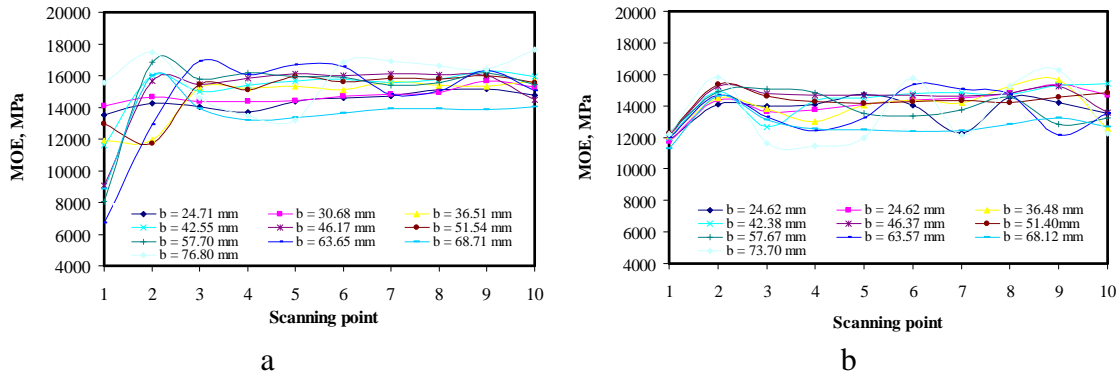 MOE, MPa
20000
18000
16000
14000
12000
10000
8000
6000
4000
b = 24.71 mm b = 30.68 mm b = 36.51 mm
b = 42.55 mm b = 46.17 mm b = 51.54 mm
b = 57.70 mm b = 63.65 mm b = 68.71 mm
b = 76.80 mm
1 2 3 4 5 6 7 8 9 10
Scanning point
a
MOE, MPa
20000
18000
16000
14000
12000
10000
8000
6000
4000
b = 24.62 mm b = 24.62 mm b = 36.48 mm
b = 42.38 mm b = 46.37 mm b = 51.40mm
b = 57.67 mm b = 63.57 mm b = 68.12 mm
b = 73.70 mm
1 2 3 4 5 6 7 8 9 10
Scanning point
b